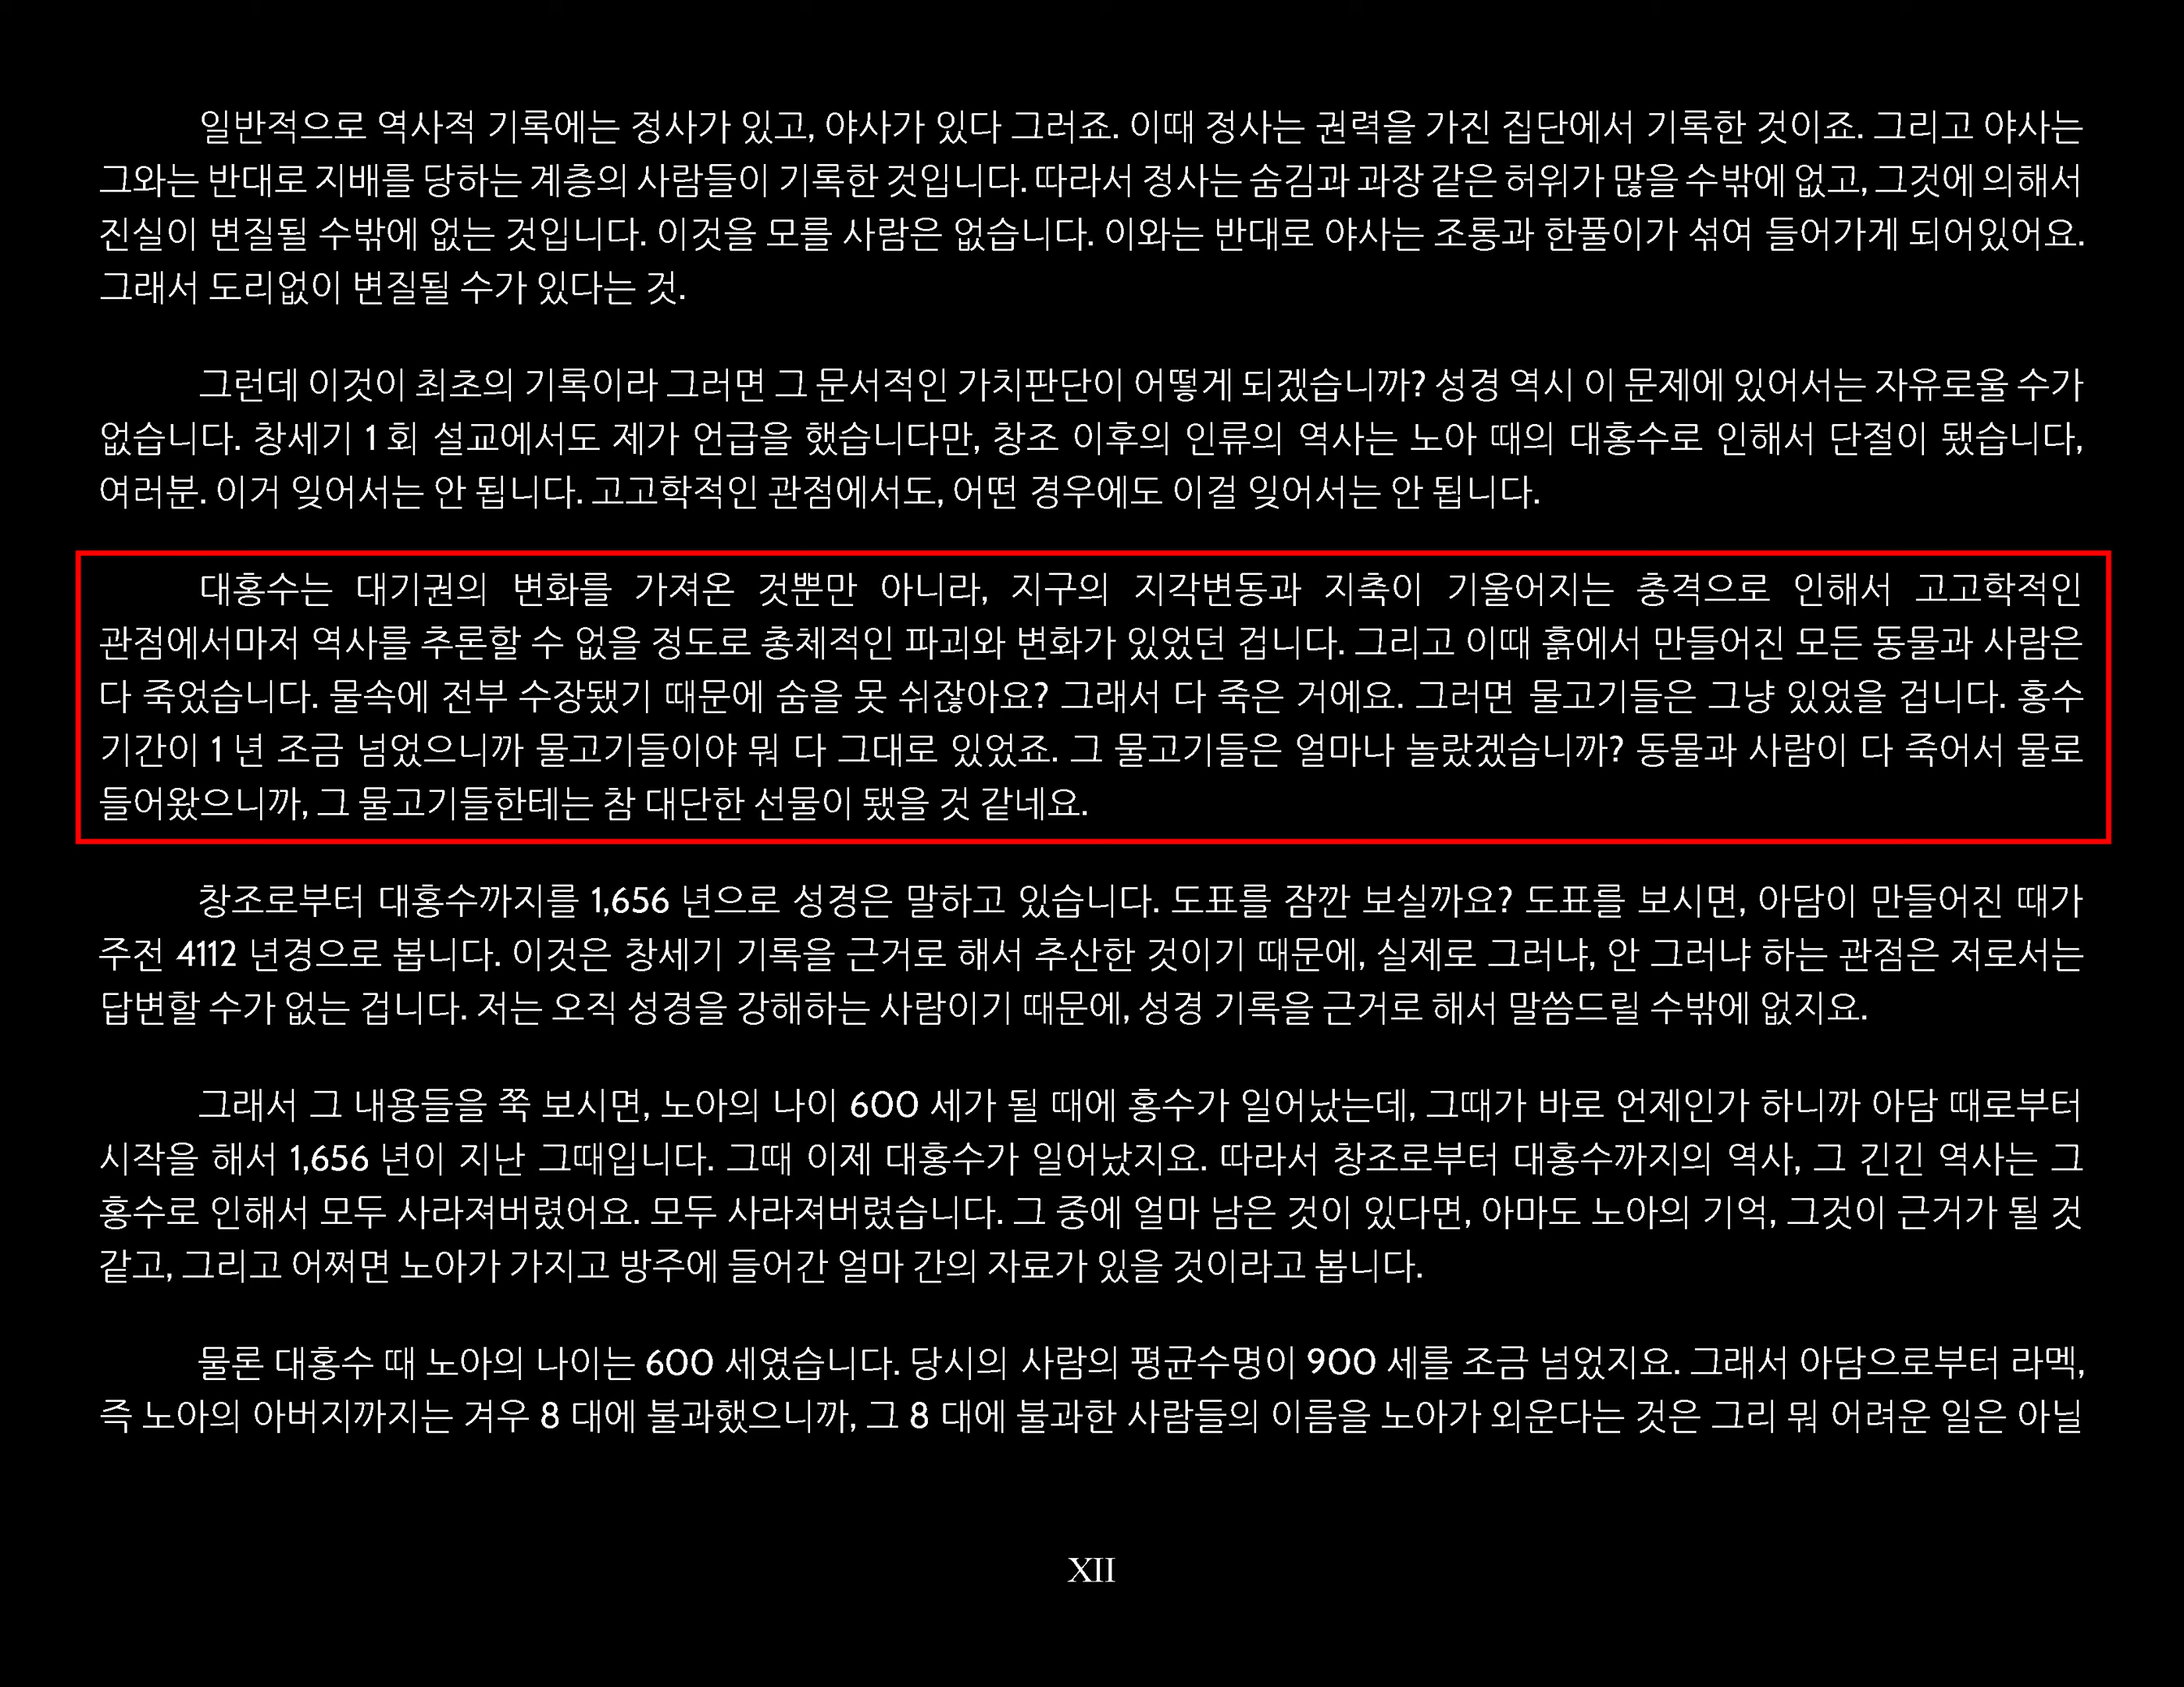 일반적으로 역사적 기록에는 정사가 있고, 야사가 있다 그러죠. 이때 정사는 권력을 가진 집단에서 기록한 것이죠. 그리고 야사는
그와는 반대로 지배를 당하는 계층의 사람들이 기록한 것입니다. 따라서 정사는 숨김과 과장 같은 허위가 많을 수밖에 없고, 그것에 의해서
진실이 변질될 수밖에 없는 것입니다. 이것을 모를 사람은 없습니다. 이와는 반대로 야사는 조롱과 한풀이가 섞여 들어가게 되어있어요.
그래서 도리없이 변질될 수가 있다는 것.
그런데 이것이 최초의 기록이라 그러면 그 문서적인 가치판단이 어떻게 되겠습니까? 성경 역시 이 문제에 있어서는 자유로울 수가
없습니다. 창세기 1 회 설교에서도 제가 언급을 했습니다만, 창조 이후의 인류의 역사는 노아 때의 대홍수로 인해서 단절이 됐습니다,
여러분. 이거 잊어서는 안 됩니다. 고고학적인 관점에서도, 어떤 경우에도 이걸 잊어서는 안 됩니다.
대홍수는 대기권의 변화를 가져온 것뿐만 아니라, 지구의 지각변동과 지축이 기울어지는 충격으로 인해서 고고학적인
관점에서마저 역사를 추론할 수 없을 정도로 총체적인 파괴와 변화가 있었던 겁니다. 그리고 이때 흙에서 만들어진 모든 동물과 사람은
다 죽었습니다. 물속에 전부 수장됐기 때문에 숨을 못 쉬잖아요? 그래서 다 죽은 거에요. 그러면 물고기들은 그냥 있었을 겁니다. 홍수
기간이 1 년 조금 넘었으니까 물고기들이야 뭐 다 그대로 있었죠. 그 물고기들은 얼마나 놀랐겠습니까? 동물과 사람이 다 죽어서 물로
들어왔으니까, 그 물고기들한테는 참 대단한 선물이 됐을 것 같네요.
창조로부터 대홍수까지를 1,656 년으로 성경은 말하고 있습니다. 도표를 잠깐 보실까요? 도표를 보시면, 아담이 만들어진 때가
주전 4112 년경으로 봅니다. 이것은 창세기 기록을 근거로 해서 추산한 것이기 때문에, 실제로 그러냐, 안 그러냐 하는 관점은 저로서는
답변할 수가 없는 겁니다. 저는 오직 성경을 강해하는 사람이기 때문에, 성경 기록을 근거로 해서 말씀드릴 수밖에 없지요.
그래서 그 내용들을 쭉 보시면, 노아의 나이 600 세가 될 때에 홍수가 일어났는데, 그때가 바로 언제인가 하니까 아담 때로부터
시작을 해서 1,656 년이 지난 그때입니다. 그때 이제 대홍수가 일어났지요. 따라서 창조로부터 대홍수까지의 역사, 그 긴긴 역사는 그
홍수로 인해서 모두 사라져버렸어요. 모두 사라져버렸습니다. 그 중에 얼마 남은 것이 있다면, 아마도 노아의 기억, 그것이 근거가 될 것
같고, 그리고 어쩌면 노아가 가지고 방주에 들어간 얼마 간의 자료가 있을 것이라고 봅니다.
물론 대홍수 때 노아의 나이는 600 세였습니다. 당시의 사람의 평균수명이 900 세를 조금 넘었지요. 그래서 아담으로부터 라멕,
즉 노아의 아버지까지는 겨우 8 대에 불과했으니까, 그 8 대에 불과한 사람들의 이름을 노아가 외운다는 것은 그리 뭐 어려운 일은 아닐
XII